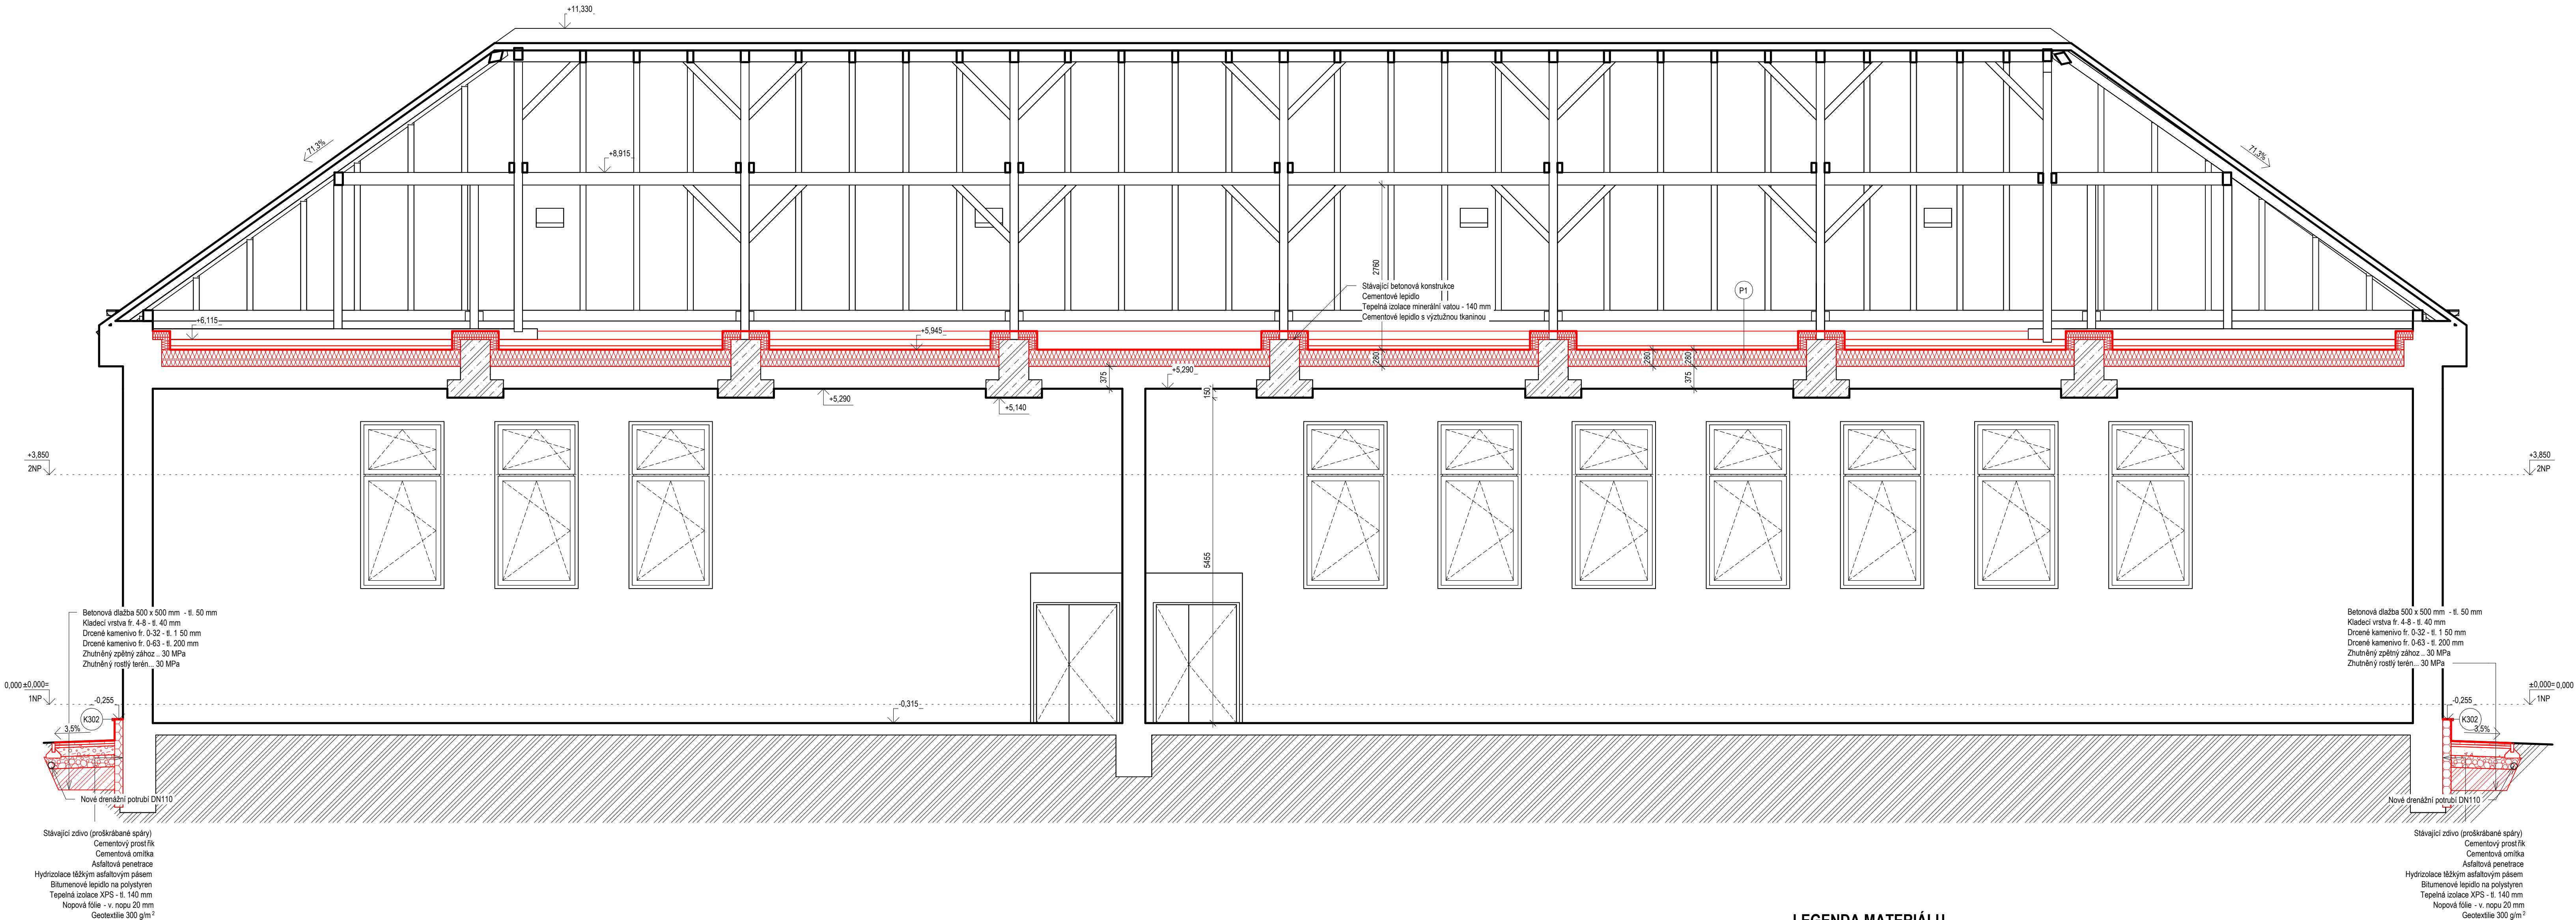 +11,330
71,3%
71,3%
+8,915
2760
Stávající betonová konstrukce
Cementové lepidlo
Tepelná izolace minerální vatou - 140 mm
Cementové lepidlo s výztužnou tkaninou
P1
+6,115
+5,945
280
280
280
375
375
+5,290
+5,290
150
+5,140
+3,850
2NP
+3,850
2NP
5455
Betonová dlažba 500 x 500 mm - tl. 50 mm
Kladecí vrstva fr. 4-8 - tl. 40 mm
Drcené kamenivo fr. 0-32 - tl. 1 50 mm
Drcené kamenivo fr. 0-63 - tl. 200 mm
Zhutněný zpětný zához .. 30 MPa
Zhutněný rostlý terén... 30 MPa
Betonová dlažba 500 x 500 mm - tl. 50 mm
Kladecí vrstva fr. 4-8 - tl. 40 mm
Drcené kamenivo fr. 0-32 - tl. 1 50 mm
Drcené kamenivo fr. 0-63 - tl. 200 mm
Zhutněný zpětný zához .. 30 MPa
Zhutněný rostlý terén... 30 MPa
0,000 ±0,000=
1NP
-0,255
K302
3,5%
-0,315
±0,000= 0,000
1NP
-0,255
K302
3,5%
Nové drenážní potrubí DN110
Nové drenážní potrubí DN110
Stávající zdivo (proškrábané spáry)
Cementový prostřik
Cementová omítka
Asfaltová penetrace
Hydrizolace těžkým asfaltovým pásem
Bitumenové lepidlo na polystyren
Tepelná izolace XPS - tl. 140 mm
Nopová fólie - v. nopu 20 mm
Geotextilie 300 g/m²
Stávající zdivo (proškrábané spáry)
Cementový prostřik
Cementová omítka
Asfaltová penetrace
Hydrizolace těžkým asfaltovým pásem
Bitumenové lepidlo na polystyren
Tepelná izolace XPS - tl. 140 mm
Nopová fólie - v. nopu 20 mm
Geotextilie 300 g/m²
LEGENDA MATERIÁLU